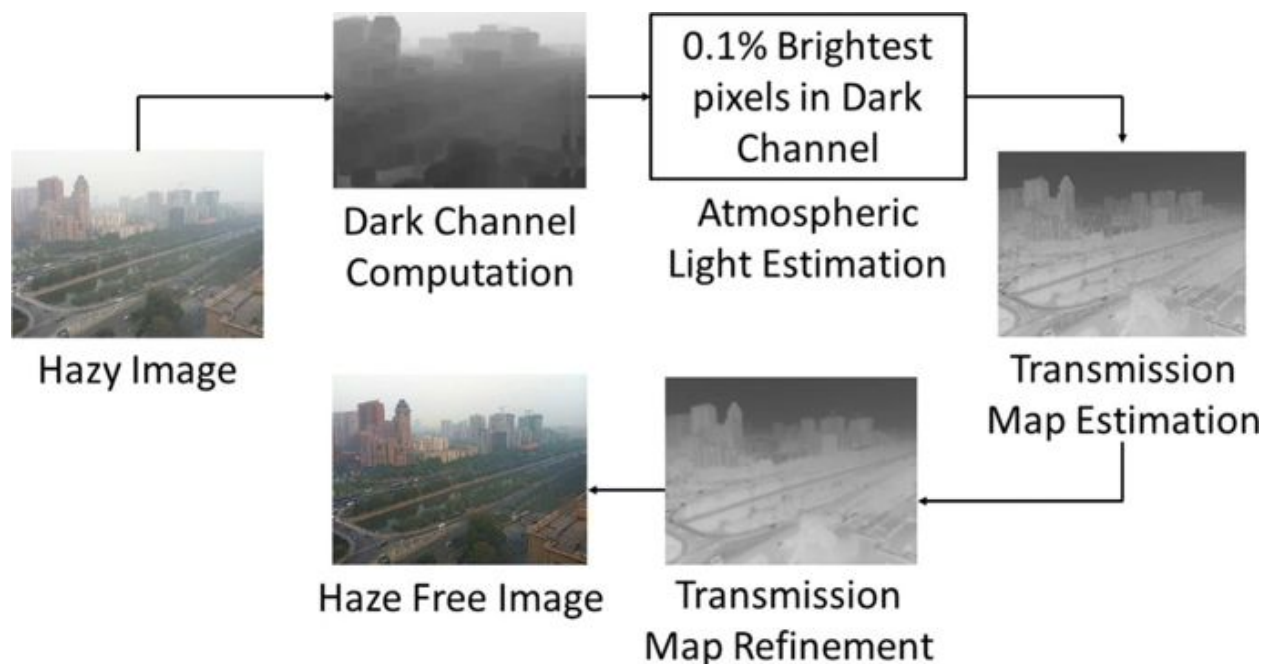 0.1% Brightest
pixels in Dark
Channel
Dark Channel
Computation
Atmospheric
Light Estimation
Hazy Image
Transmission
Map Estimation
Haze Free Image
Transmission
Map Refinement